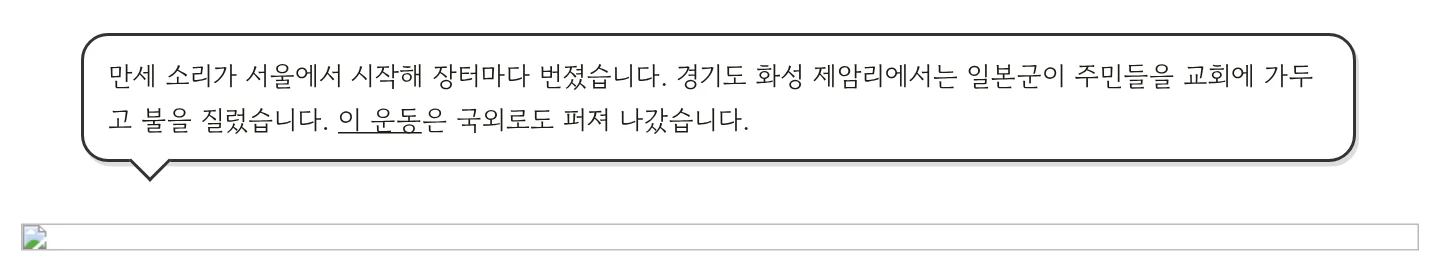 만세 소리가 서울에서 시작해 장터마다 번졌습니다. 경기도 화성 제암리에서는 일본군이 주민들을 교회에 가두
고 불을 질렀습니다. 이 운동은 국외로도 퍼져 나갔습니다.